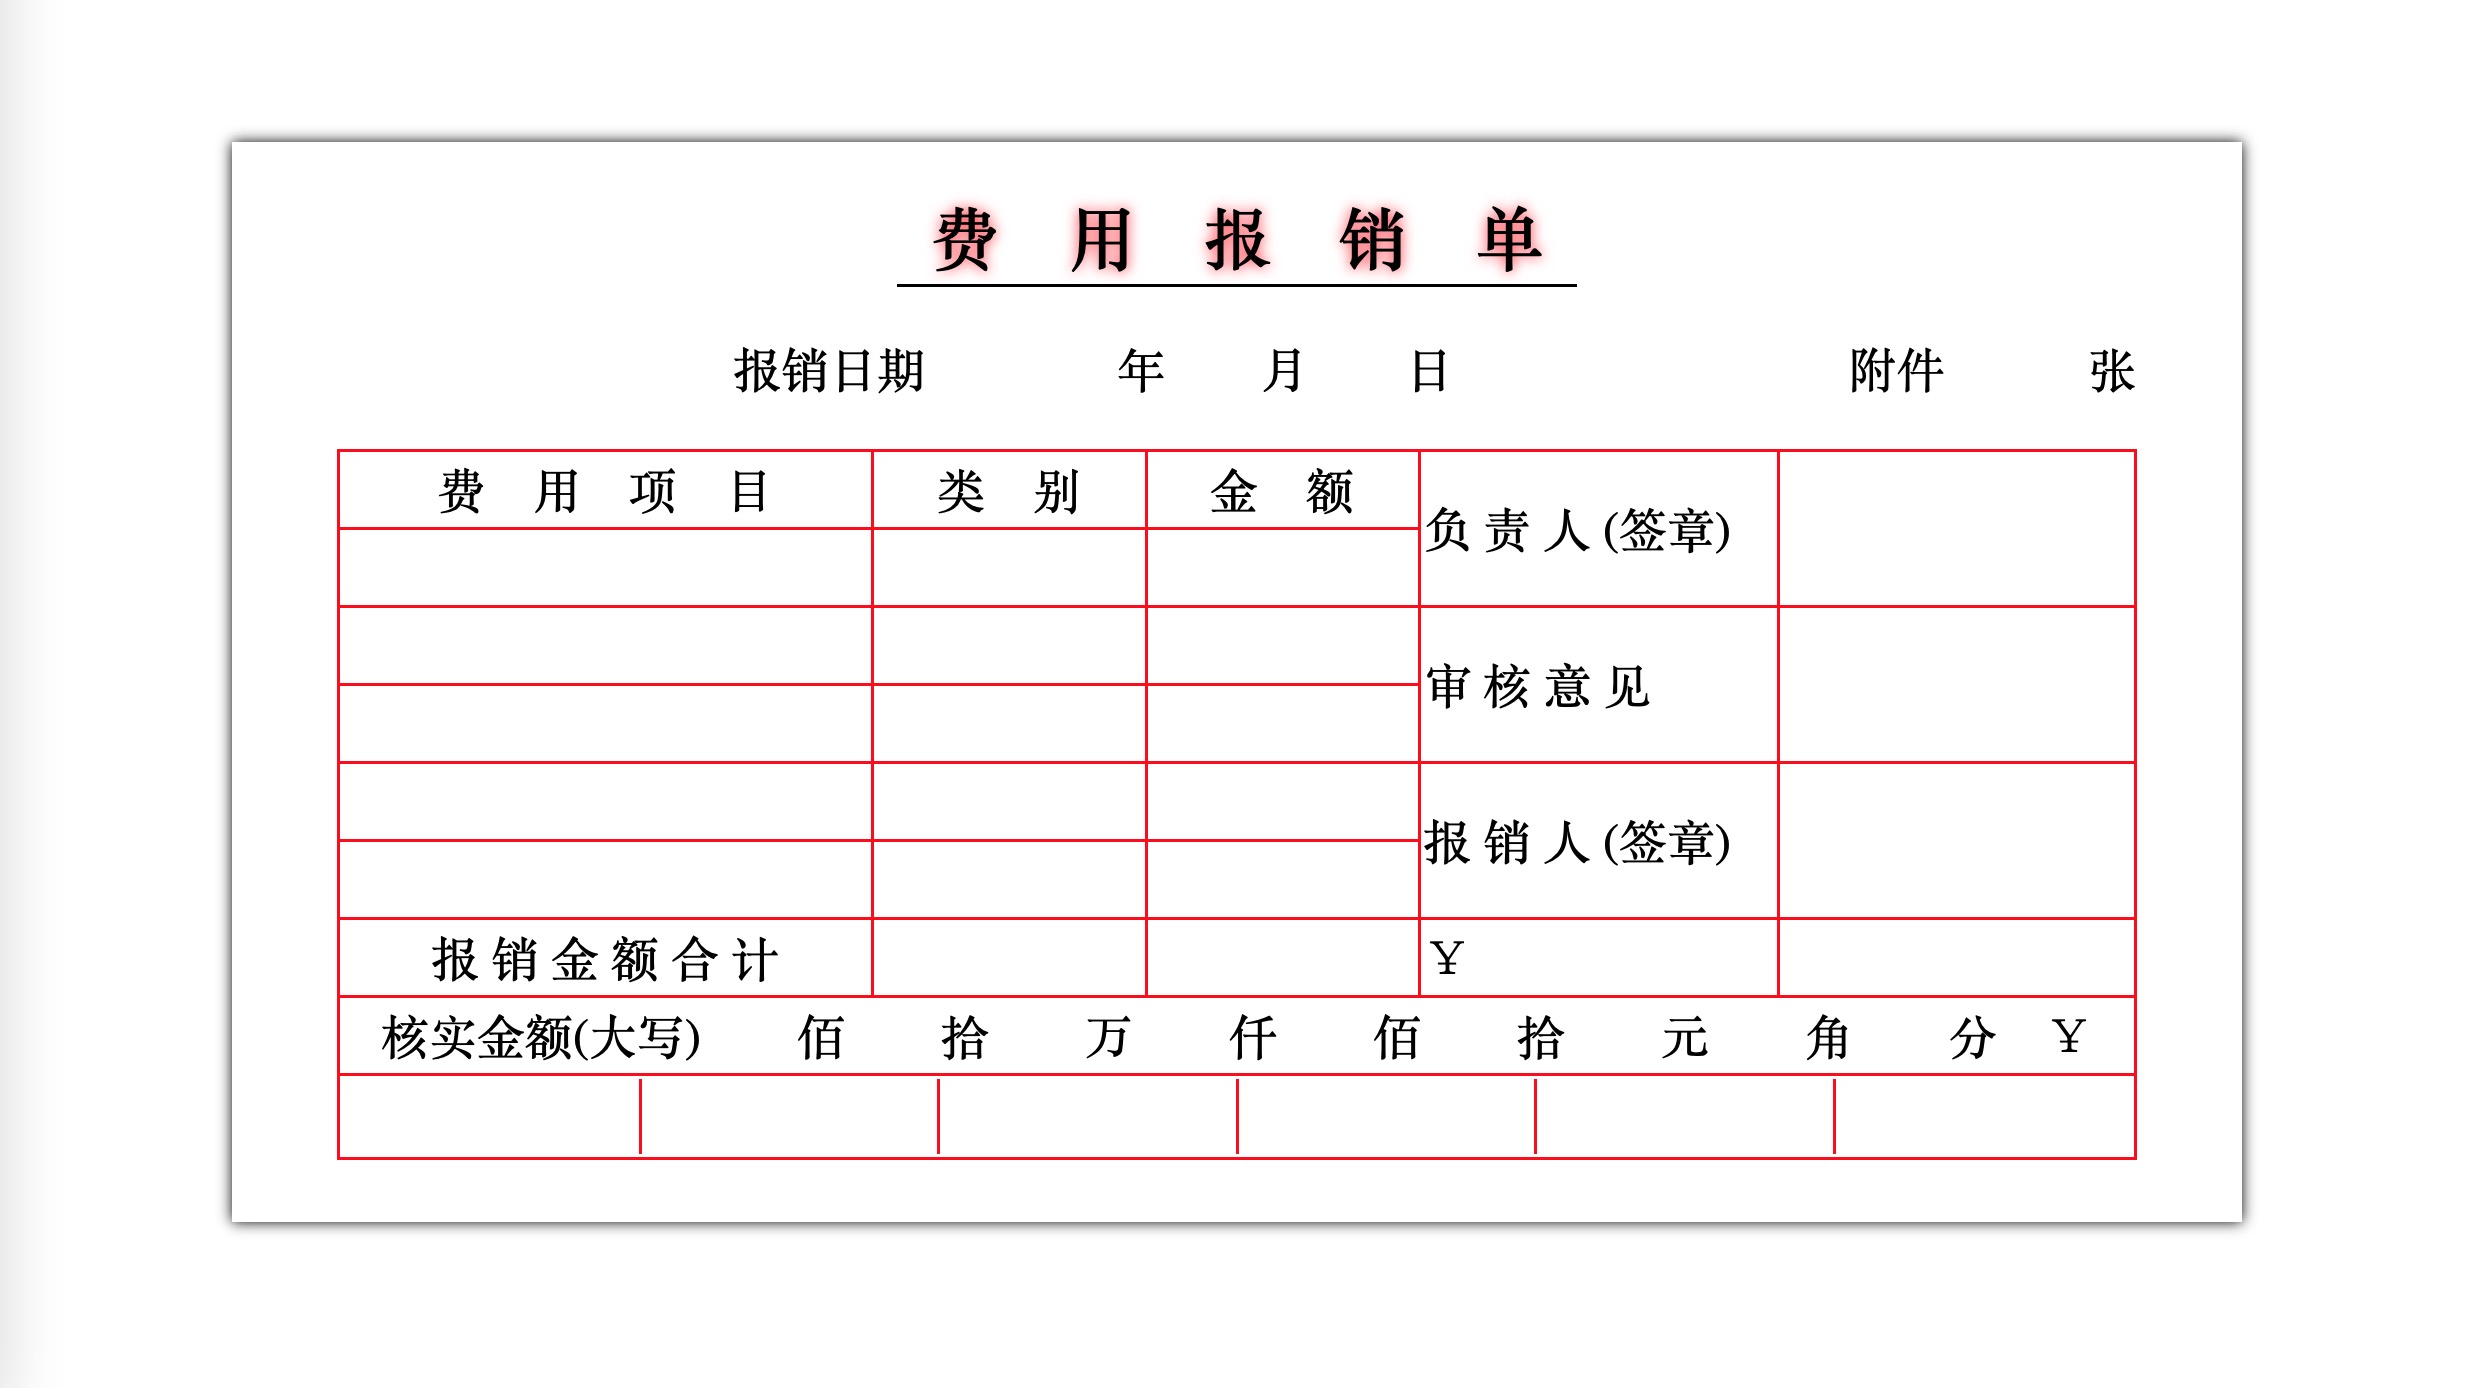 费 用 报 销 单
报销日期 年 月 日 附件 张
费 用 项 目 类 别 金 额
负 责 人 (签章)
审 核 意 见
报 销 人 (签章)
报 销 金 额 合 计 ¥
核实金额(大写) 佰 拾 万 仟 佰 拾 元 角 分 ¥